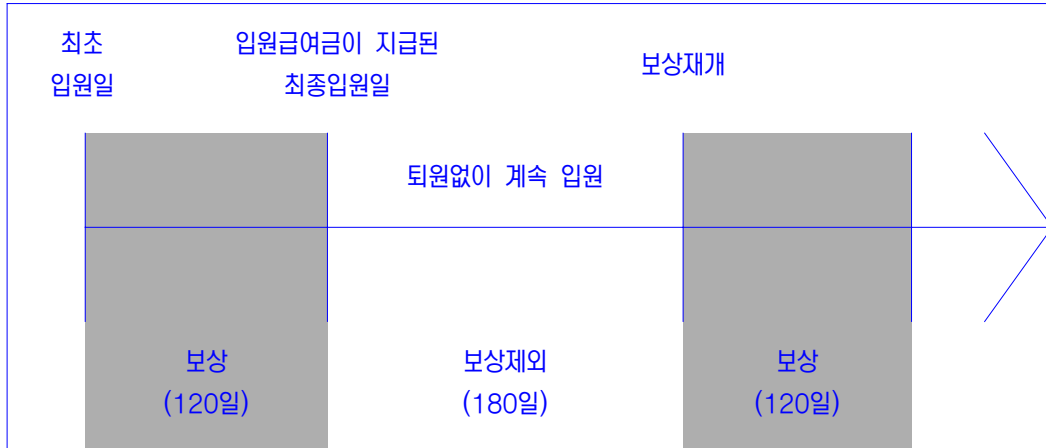 최초
입원일
입원급여금이 지급된
최종입원일
보상재개
퇴원없이 계속 입원
보상
(120일)
보상제외
(180일)
보상
(120일)